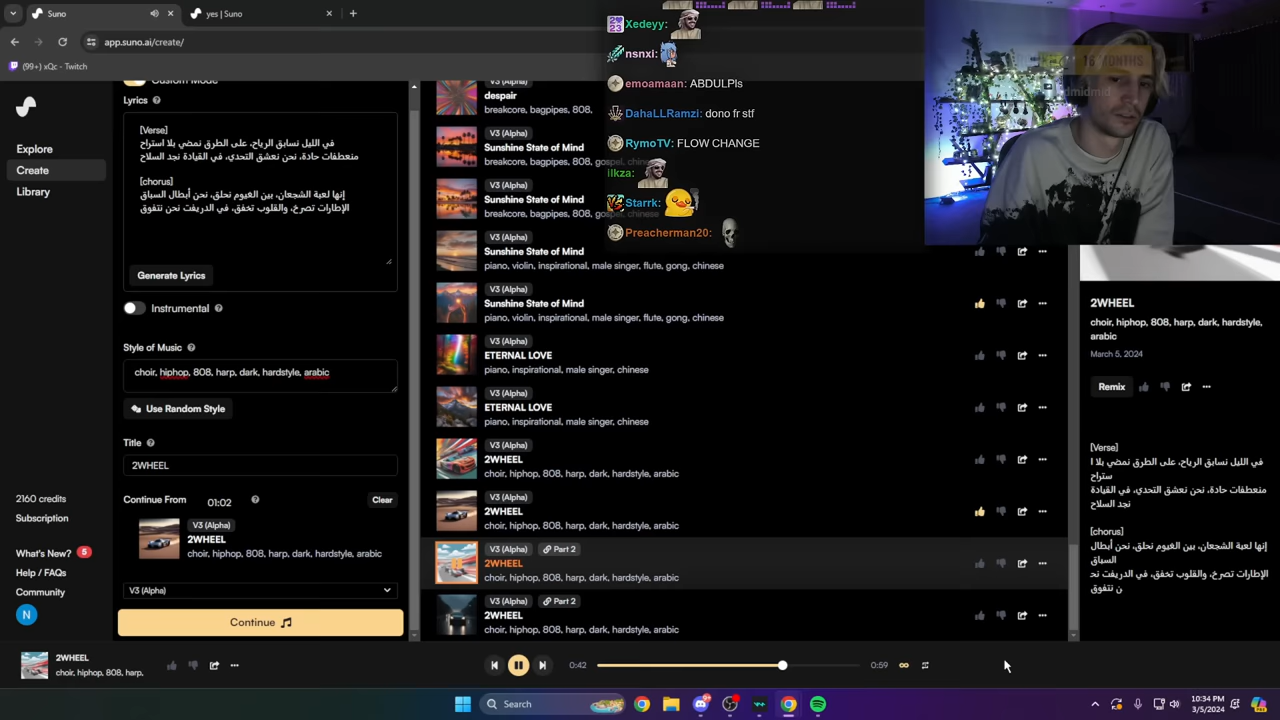 Suno
yes | Suno
app.suno.ai/create/
(99+) xQc - Twitch
Xedeyy:
nsnxi:
emoamaan: ABDULPls
DahaLLRamzi: dono fr stf
RymoTV: FLOW CHANGE
ilkza:
Starrk:
Preacherman20:
16 MONTHS
Explore
Create
Library
2160 credits
Subscription
What's New? 5
Help / FAQs
Community
N
Custom Mode
Lyrics
[Verse]
في الليل نسابق الرياح، على الطرق نمضي بلا استراح
منعطفات حادة، نحن نعشق التحدي، في القيادة نجد السلاح
[chorus]
إنها لعبة الشجعان، بين الغيوم نحلق، نحن أبطال السباق
الإطارات تصرخ، والقلوب تخفق، في الدريفت نحن نتفوق
Generate Lyrics
Instrumental
Style of Music
choir, hiphop, 808, harp, dark, hardstyle, arabic
Use Random Style
Title
2WHEEL
Continue From
01:02
Clear
V3 (Alpha)
2WHEEL
choir, hiphop, 808, harp, dark, hardstyle, arabic
V3 (Alpha)
Continue
V3 (Alpha)
despair
breakcore, bagpipes, 808,
V3 (Alpha)
Sunshine State of Mind
breakcore, bagpipes, 808, gospel, chinese
V3 (Alpha)
Sunshine State of Mind
breakcore, bagpipes, 808, gospel, chinese
V3 (Alpha)
Sunshine State of Mind
piano, violin, inspirational, male singer, flute, gong, chinese
V3 (Alpha)
Sunshine State of Mind
piano, violin, inspirational, male singer, flute, gong, chinese
V3 (Alpha)
ETERNAL LOVE
piano, inspirational, male singer, chinese
V3 (Alpha)
ETERNAL LOVE
piano, inspirational, male singer, chinese
V3 (Alpha)
2WHEEL
choir, hiphop, 808, harp, dark, hardstyle, arabic
V3 (Alpha)
2WHEEL
choir, hiphop, 808, harp, dark, hardstyle, arabic
V3 (Alpha) Part 2
2WHEEL
choir, hiphop, 808, harp, dark, hardstyle, arabic
V3 (Alpha) Part 2
2WHEEL
choir, hiphop, 808, harp, dark, hardstyle, arabic
2WHEEL
choir, hiphop, 808, harp, dark, hardstyle,
arabic
March 5, 2024
Remix
[Verse]
في الليل نسابق الرياح، على الطرق نمضي بلا ا
ستراح
منعطفات حادة، نحن نعشق التحدي، في القيادة
نجد السلاح
[chorus]
إنها لعبة الشجعان، بين الغيوم نحلق، نحن أبطال
السباق
الإطارات تصرخ، والقلوب تخفق، في الدريفت نح
ن نتفوق
2WHEEL
choir, hiphop, 808, harp,
0:42
0:59
Search
10:34 PM
3/5/2024